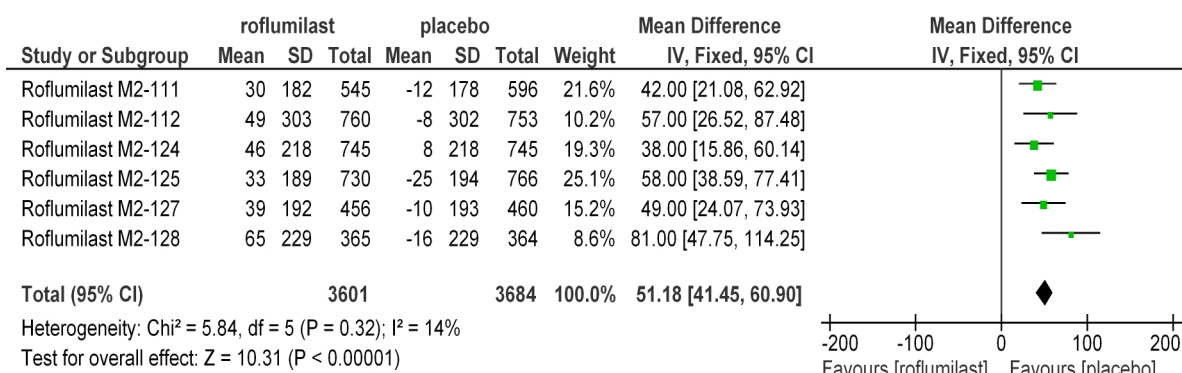 roflumilast placebo Mean Difference Mean Difference
Study or Subgroup Mean SD Total Mean SD Total Weight IV, Fixed, 95% CI IV, Fixed, 95% CI
Roflumilast M2-111 30 182 545 -12 178 596 21.6% 42.00 [21.08, 62.92]
Roflumilast M2-112 49 303 760 -8 302 753 10.2% 57.00 [26.52, 87.48]
Roflumilast M2-124 46 218 745 8 218 745 19.3% 38.00 [15.86, 60.14]
Roflumilast M2-125 33 189 730 -25 194 766 25.1% 58.00 [38.59, 77.41]
Roflumilast M2-127 39 192 456 -10 193 460 15.2% 49.00 [24.07, 73.93]
Roflumilast M2-128 65 229 365 -16 229 364 8.6% 81.00 [47.75, 114.25]
Total (95% CI) 3601 3684 100.0% 51.18 [41.45, 60.90]
Heterogeneity: Chi² = 5.84, df = 5 (P = 0.32); I² = 14%
Test for overall effect: Z = 10.31 (P < 0.00001)
-200 -100 0 100 200
Favours [roflumilast] Favours [placebo]